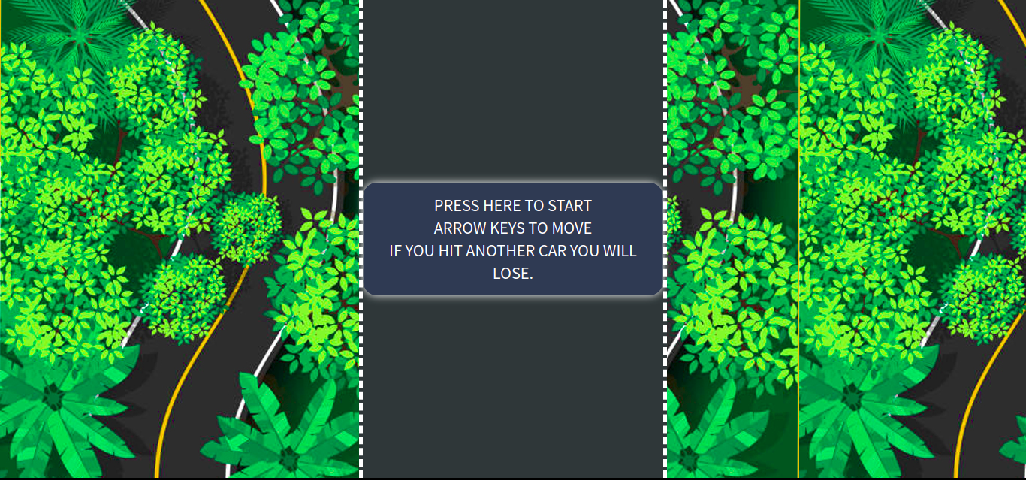 PRESS HERE TO START
ARROW KEYS TO MOVE
IF YOU HIT ANOTHER CAR YOU WILL
LOSE.